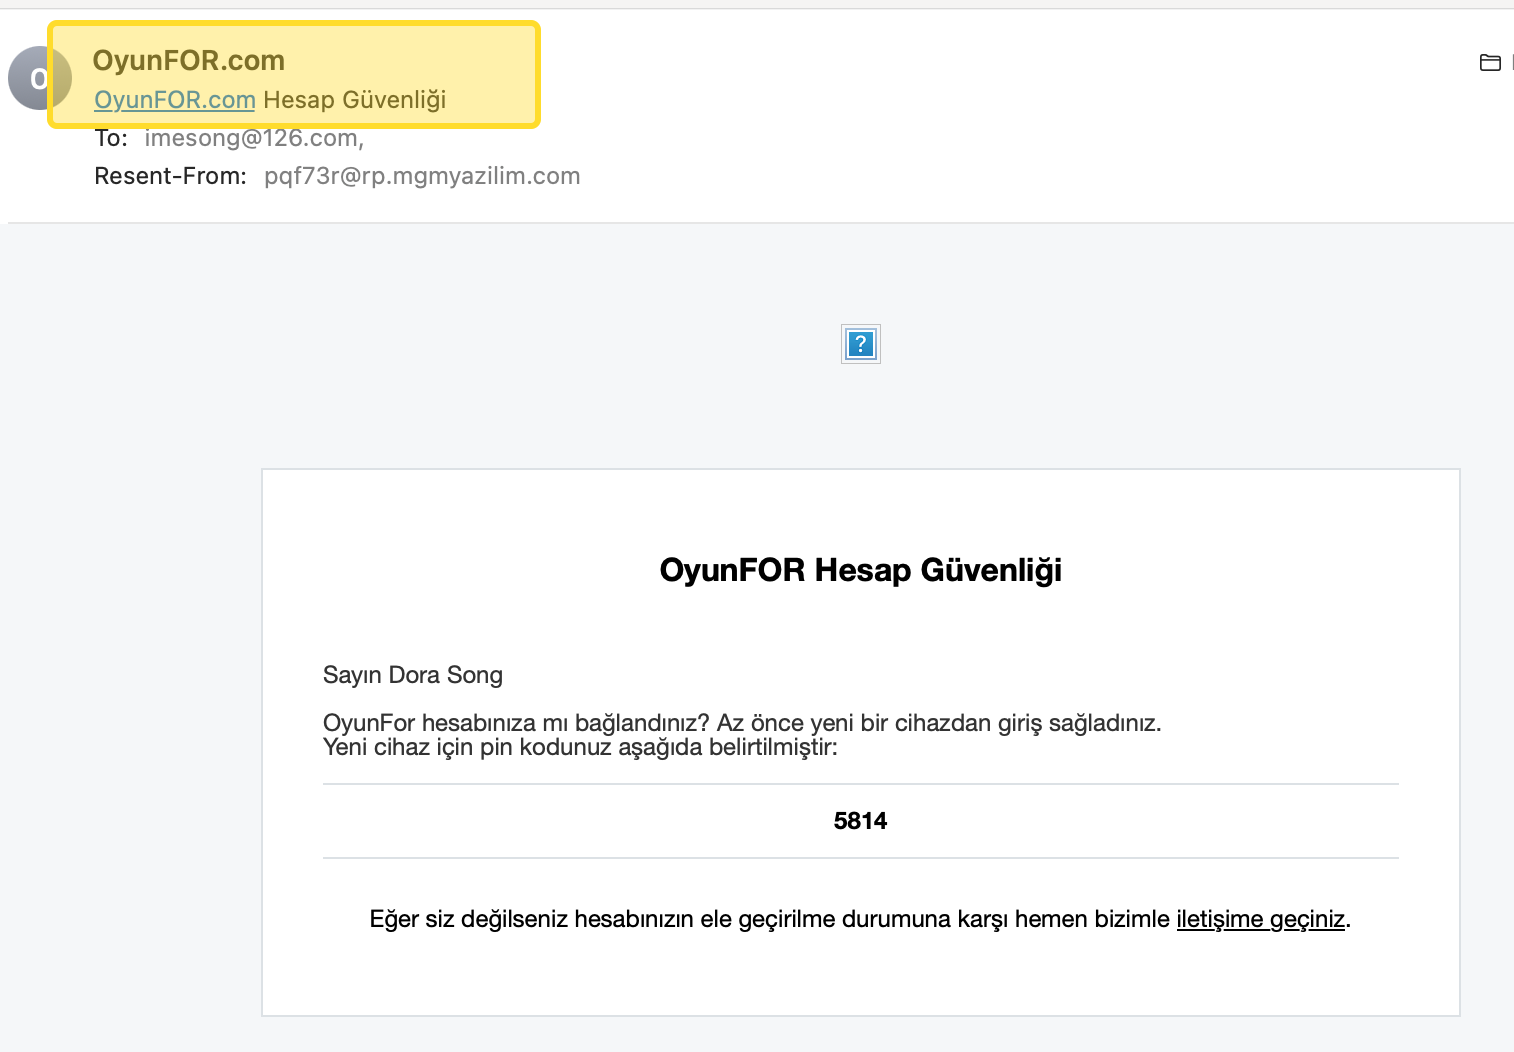 O
OyunFOR.com
OyunFOR.com Hesap Güvenliği
To: imesong@126.com,
Resent-From: pqf73r@rp.mgmyazilim.com
?
OyunFOR Hesap Güvenliği
Sayın Dora Song
OyunFor hesabınıza mı bağlandınız? Az önce yeni bir cihazdan giriş sağladınız.
Yeni cihaz için pin kodunuz aşağıda belirtilmiştir:
5814
Eğer siz değilseniz hesabınızın ele geçirilme durumuna karşı hemen bizimle iletişime geçiniz.